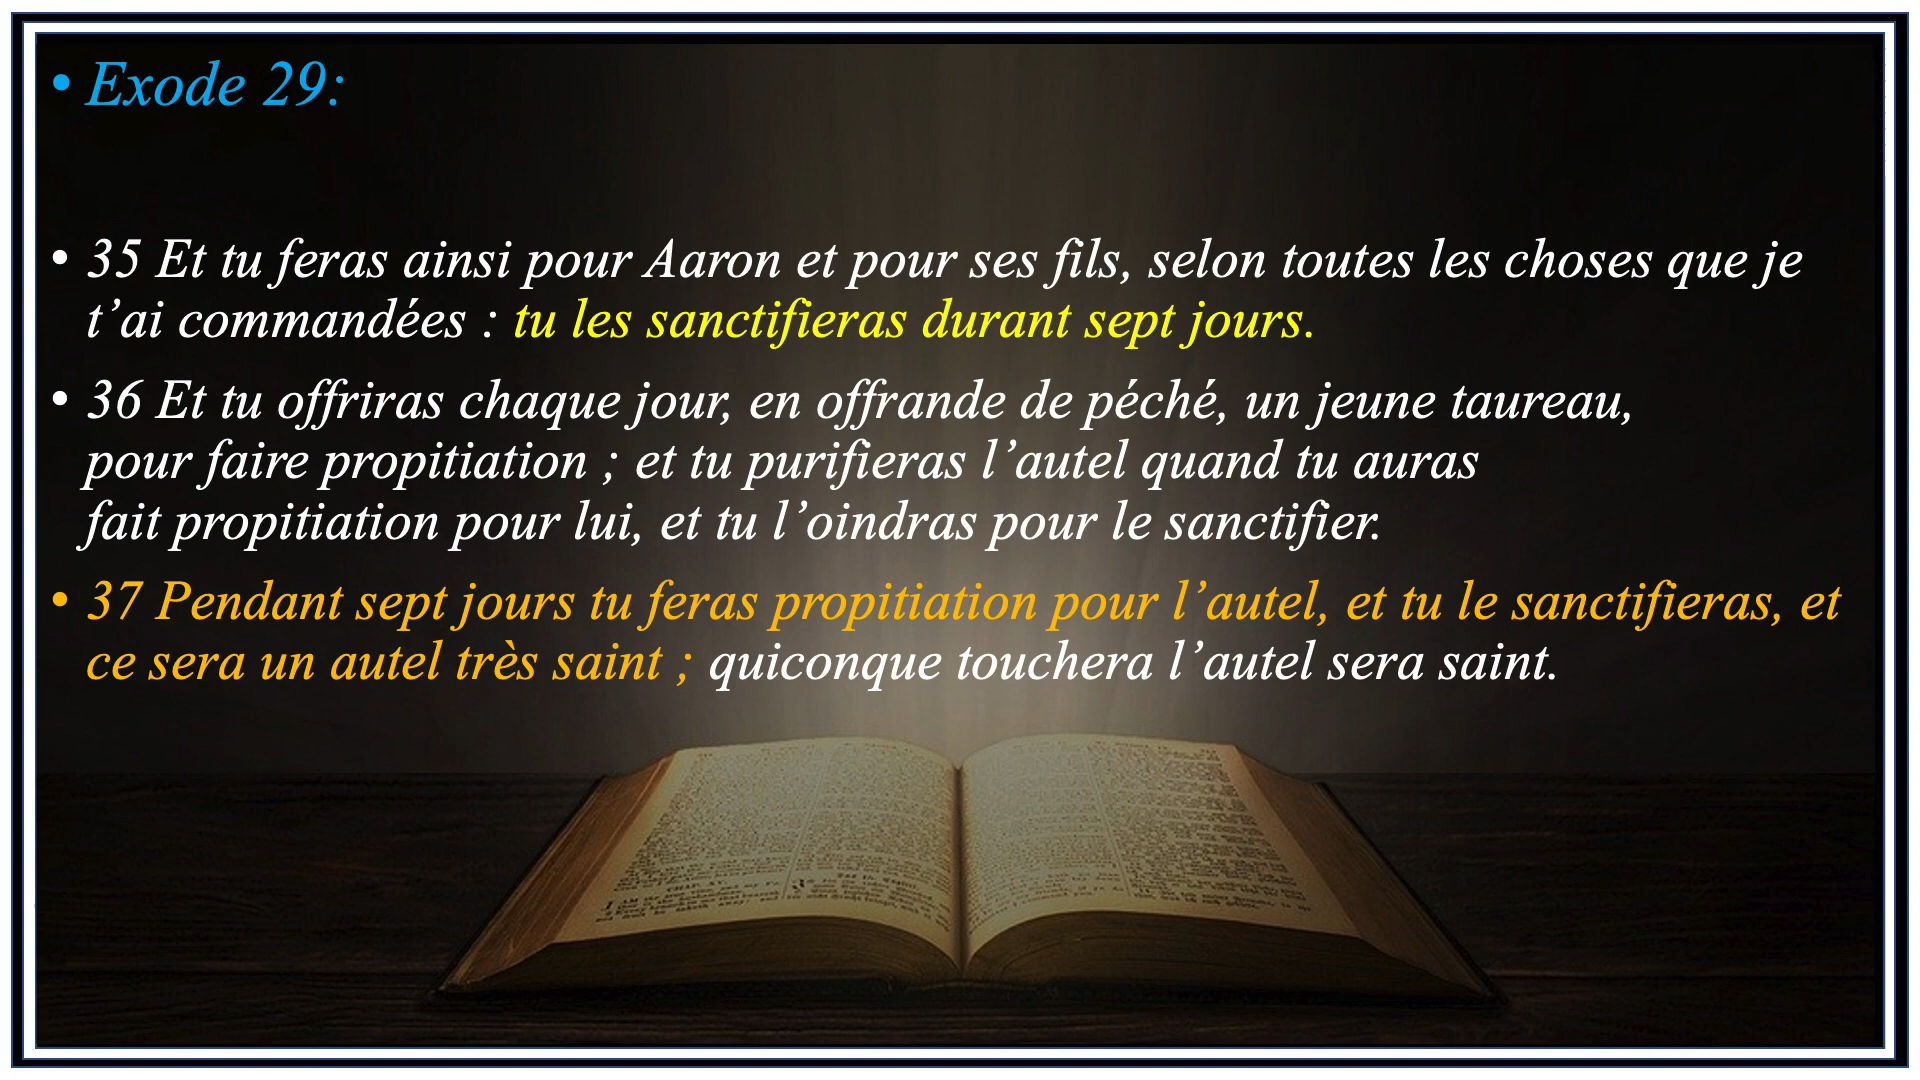 • Exode 29:
• 35 Et tu feras ainsi pour Aaron et pour ses fils, selon toutes les choses que je
t’ai commandées : tu les sanctifieras durant sept jours.
• 36 Et tu offriras chaque jour, en offrande de péché, un jeune taureau,
pour faire propitiation ; et tu purifieras l’autel quand tu auras
fait propitiation pour lui, et tu l’oindras pour le sanctifier.
• 37 Pendant sept jours tu feras propitiation pour l’autel, et tu le sanctifieras, et
ce sera un autel très saint ; quiconque touchera l’autel sera saint.